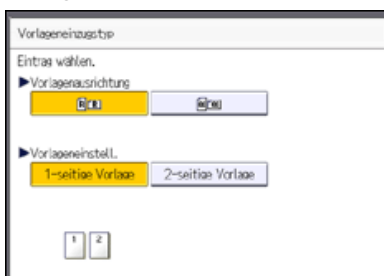 Vorlageneinzugstyp
Eintrag wählen.
►Vorlagenausrichtung
►Vorlageneinstell.
1-seitige Vorlage 2-seitige Vorlage
1 2